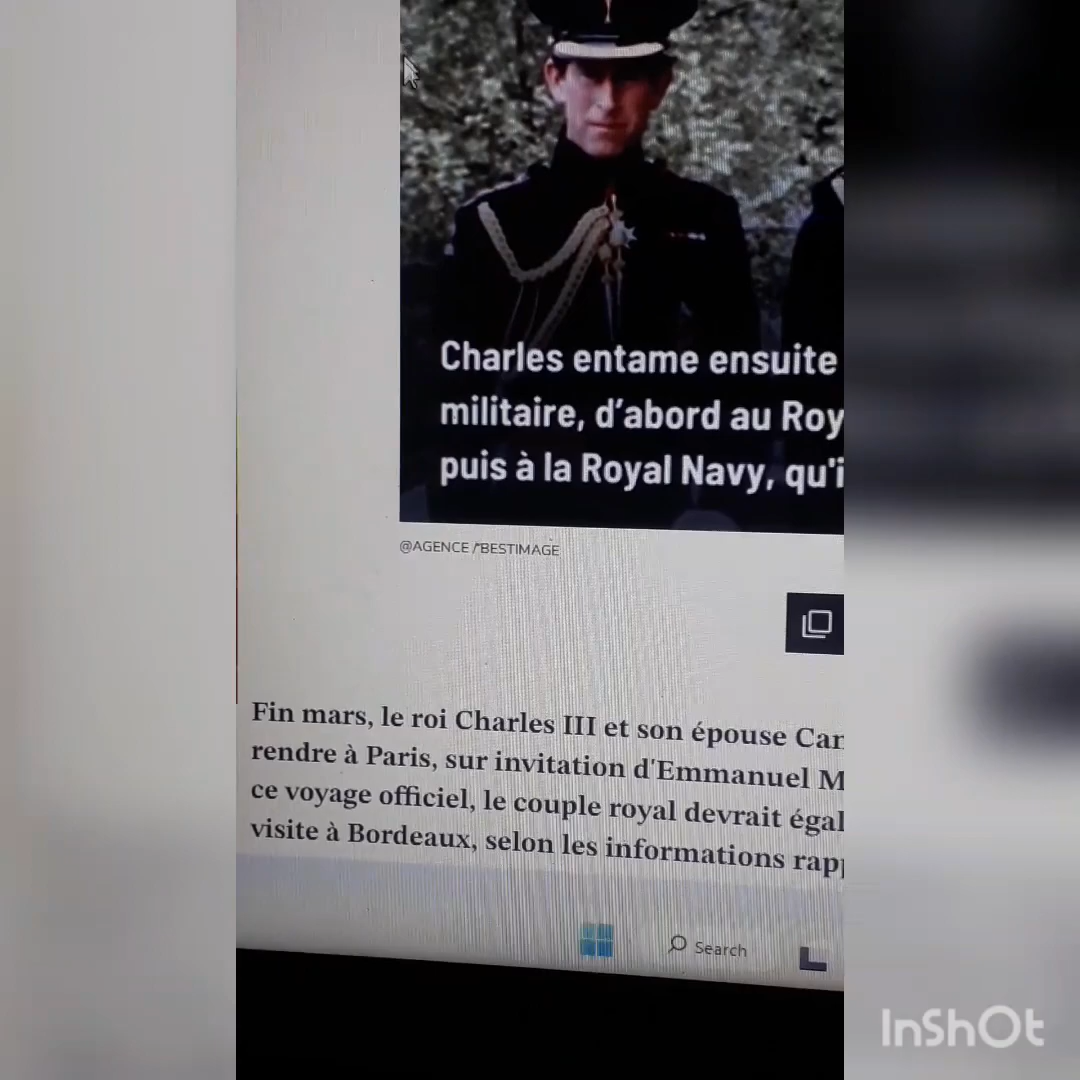 Charles entame ensuite
militaire, d'abord au Roy
puis à la Royal Navy, qu'i
@AGENCE / BESTIMAGE
Fin mars, le roi Charles III et son épouse Cam
rendre à Paris, sur invitation d'Emmanuel M
ce voyage officiel, le couple royal devrait égal
visite à Bordeaux, selon les informations rapp
Search
InShOt